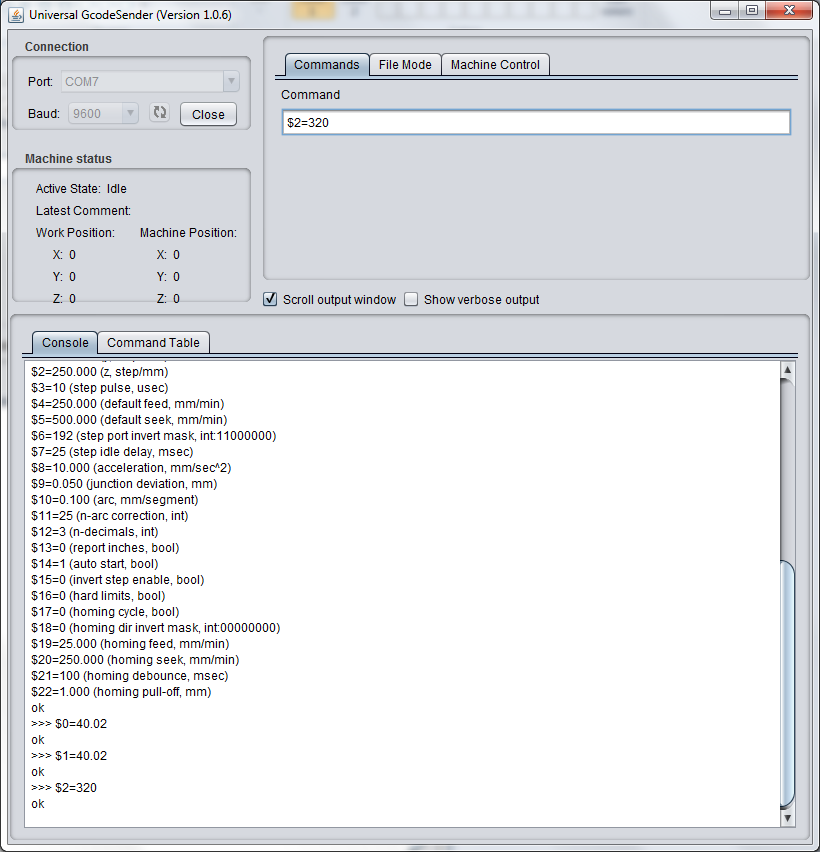 Universal GcodeSender (Version 1.0.6)
Connection
Port: COM7
Baud: 9600 Close
Machine status
Active State: Idle
Latest Comment:
Work Position: Machine Position:
X: 0 X: 0
Y: 0 Y: 0
Z: 0 Z: 0
Commands File Mode Machine Control
Command
$2=320
Scroll output window Show verbose output
Console Command Table
$2=250.000 (z, step/mm)
$3=10 (step pulse, usec)
$4=250.000 (default feed, mm/min)
$5=500.000 (default seek, mm/min)
$6=192 (step port invert mask, int:11000000)
$7=25 (step idle delay, msec)
$8=10.000 (acceleration, mm/sec^2)
$9=0.050 (junction deviation, mm)
$10=0.100 (arc, mm/segment)
$11=25 (n-arc correction, int)
$12=3 (n-decimals, int)
$13=0 (report inches, bool)
$14=1 (auto start, bool)
$15=0 (invert step enable, bool)
$16=0 (hard limits, bool)
$17=0 (homing cycle, bool)
$18=0 (homing dir invert mask, int:00000000)
$19=25.000 (homing feed, mm/min)
$20=250.000 (homing seek, mm/min)
$21=100 (homing debounce, msec)
$22=1.000 (homing pull-off, mm)
ok
>>> $0=40.02
ok
>>> $1=40.02
ok
>>> $2=320
ok